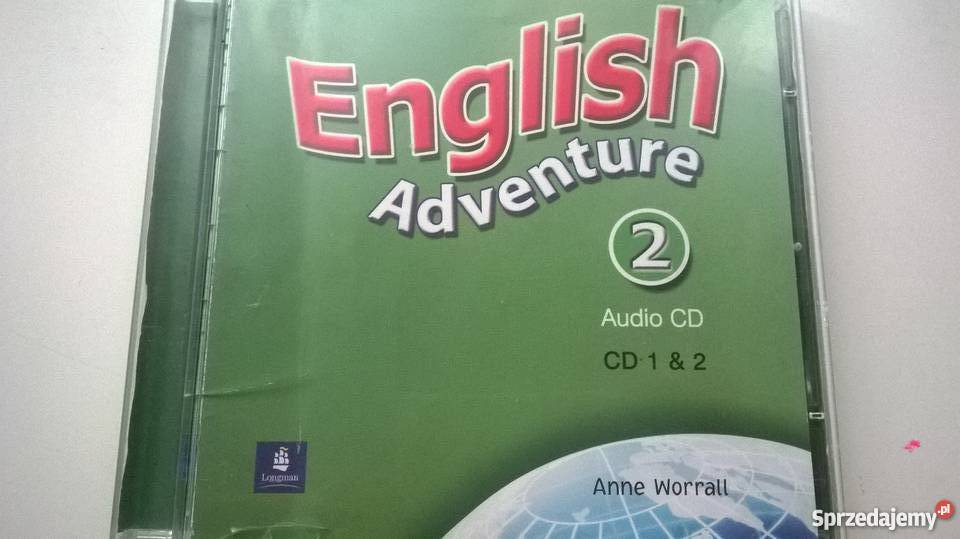 English
Adventure
2
Audio CD
CD 1 & 2
Longman
Anne Worrall
Sprzedajemy.pl